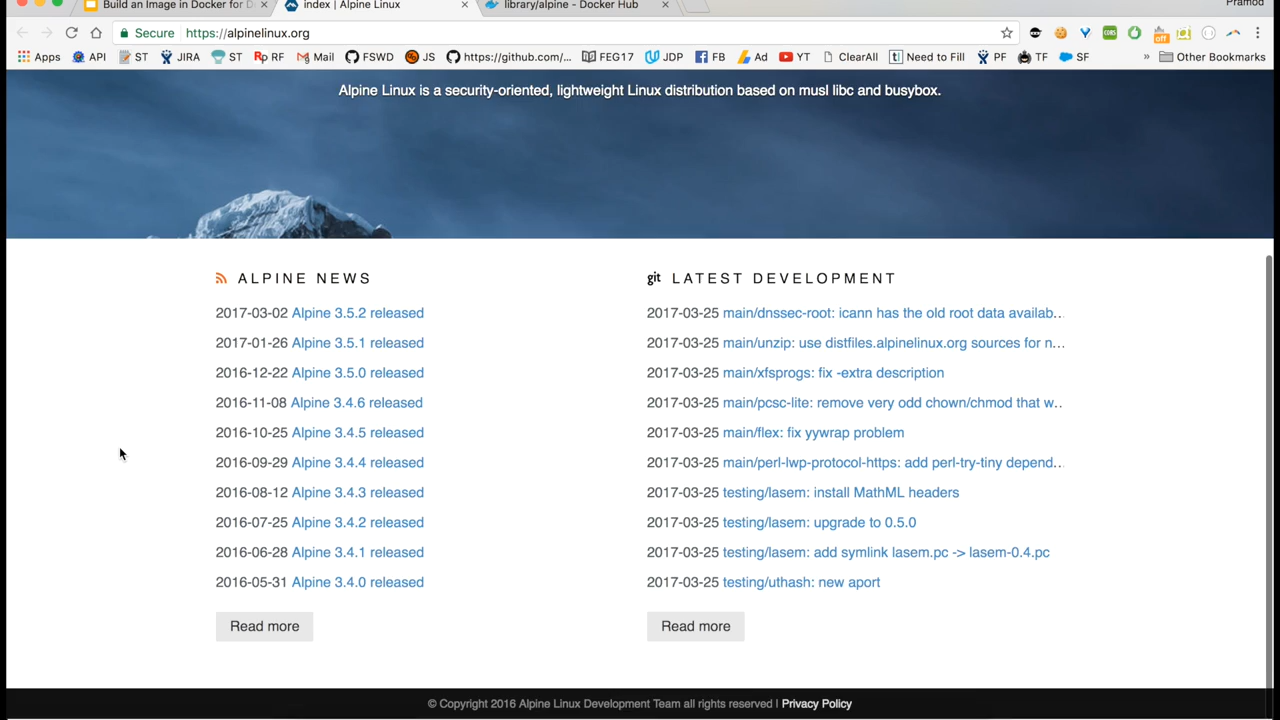 Build an Image in Docker for D
index | Alpine Linux
library/alpine - Docker Hub
Pramod
Secure https://alpinelinux.org
Apps API ST JIRA ST RF Mail FSWD JS https://github.com/... FEG17 JDP FB Ad YT ClearAll Need to Fill PF TF SF » Other Bookmarks
Alpine Linux is a security-oriented, lightweight Linux distribution based on musl libc and busybox.
ALPINE NEWS
2017-03-02 Alpine 3.5.2 released
2017-01-26 Alpine 3.5.1 released
2016-12-22 Alpine 3.5.0 released
2016-11-08 Alpine 3.4.6 released
2016-10-25 Alpine 3.4.5 released
2016-09-29 Alpine 3.4.4 released
2016-08-12 Alpine 3.4.3 released
2016-07-25 Alpine 3.4.2 released
2016-06-28 Alpine 3.4.1 released
2016-05-31 Alpine 3.4.0 released
Read more
git LATEST DEVELOPMENT
2017-03-25 main/dnssec-root: icann has the old root data availab...
2017-03-25 main/unzip: use distfiles.alpinelinux.org sources for n...
2017-03-25 main/xfsprogs: fix -extra description
2017-03-25 main/pcsc-lite: remove very odd chown/chmod that w...
2017-03-25 main/flex: fix yywrap problem
2017-03-25 main/perl-lwp-protocol-https: add perl-try-tiny depend...
2017-03-25 testing/lasem: install MathML headers
2017-03-25 testing/lasem: upgrade to 0.5.0
2017-03-25 testing/lasem: add symlink lasem.pc -> lasem-0.4.pc
2017-03-25 testing/uthash: new aport
Read more
© Copyright 2016 Alpine Linux Development Team all rights reserved | Privacy Policy